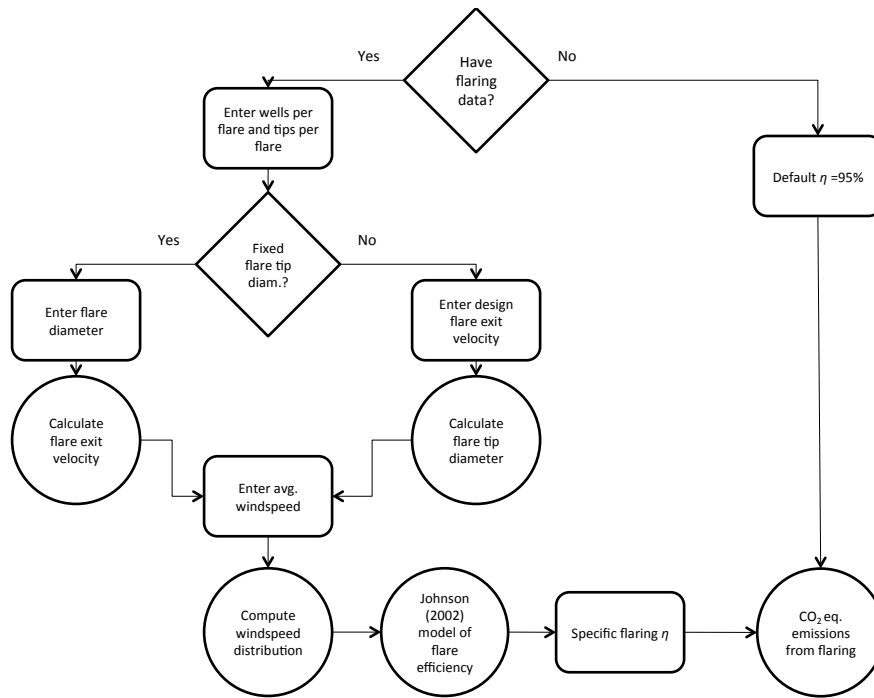 Yes
Have
flaring
data?
No
Enter wells per
flare and tips per
flare
Default η =95%
Yes
Fixed
flare tip
diam.?
No
Enter flare
diameter
Enter design
flare exit
velocity
Calculate
flare exit
velocity
Calculate
flare tip
diameter
Enter avg.
windspeed
Compute
windspeed
distribution
Johnson
(2002)
model of
flare
efficiency
Specific flaring η
CO₂ eq.
emissions
from flaring